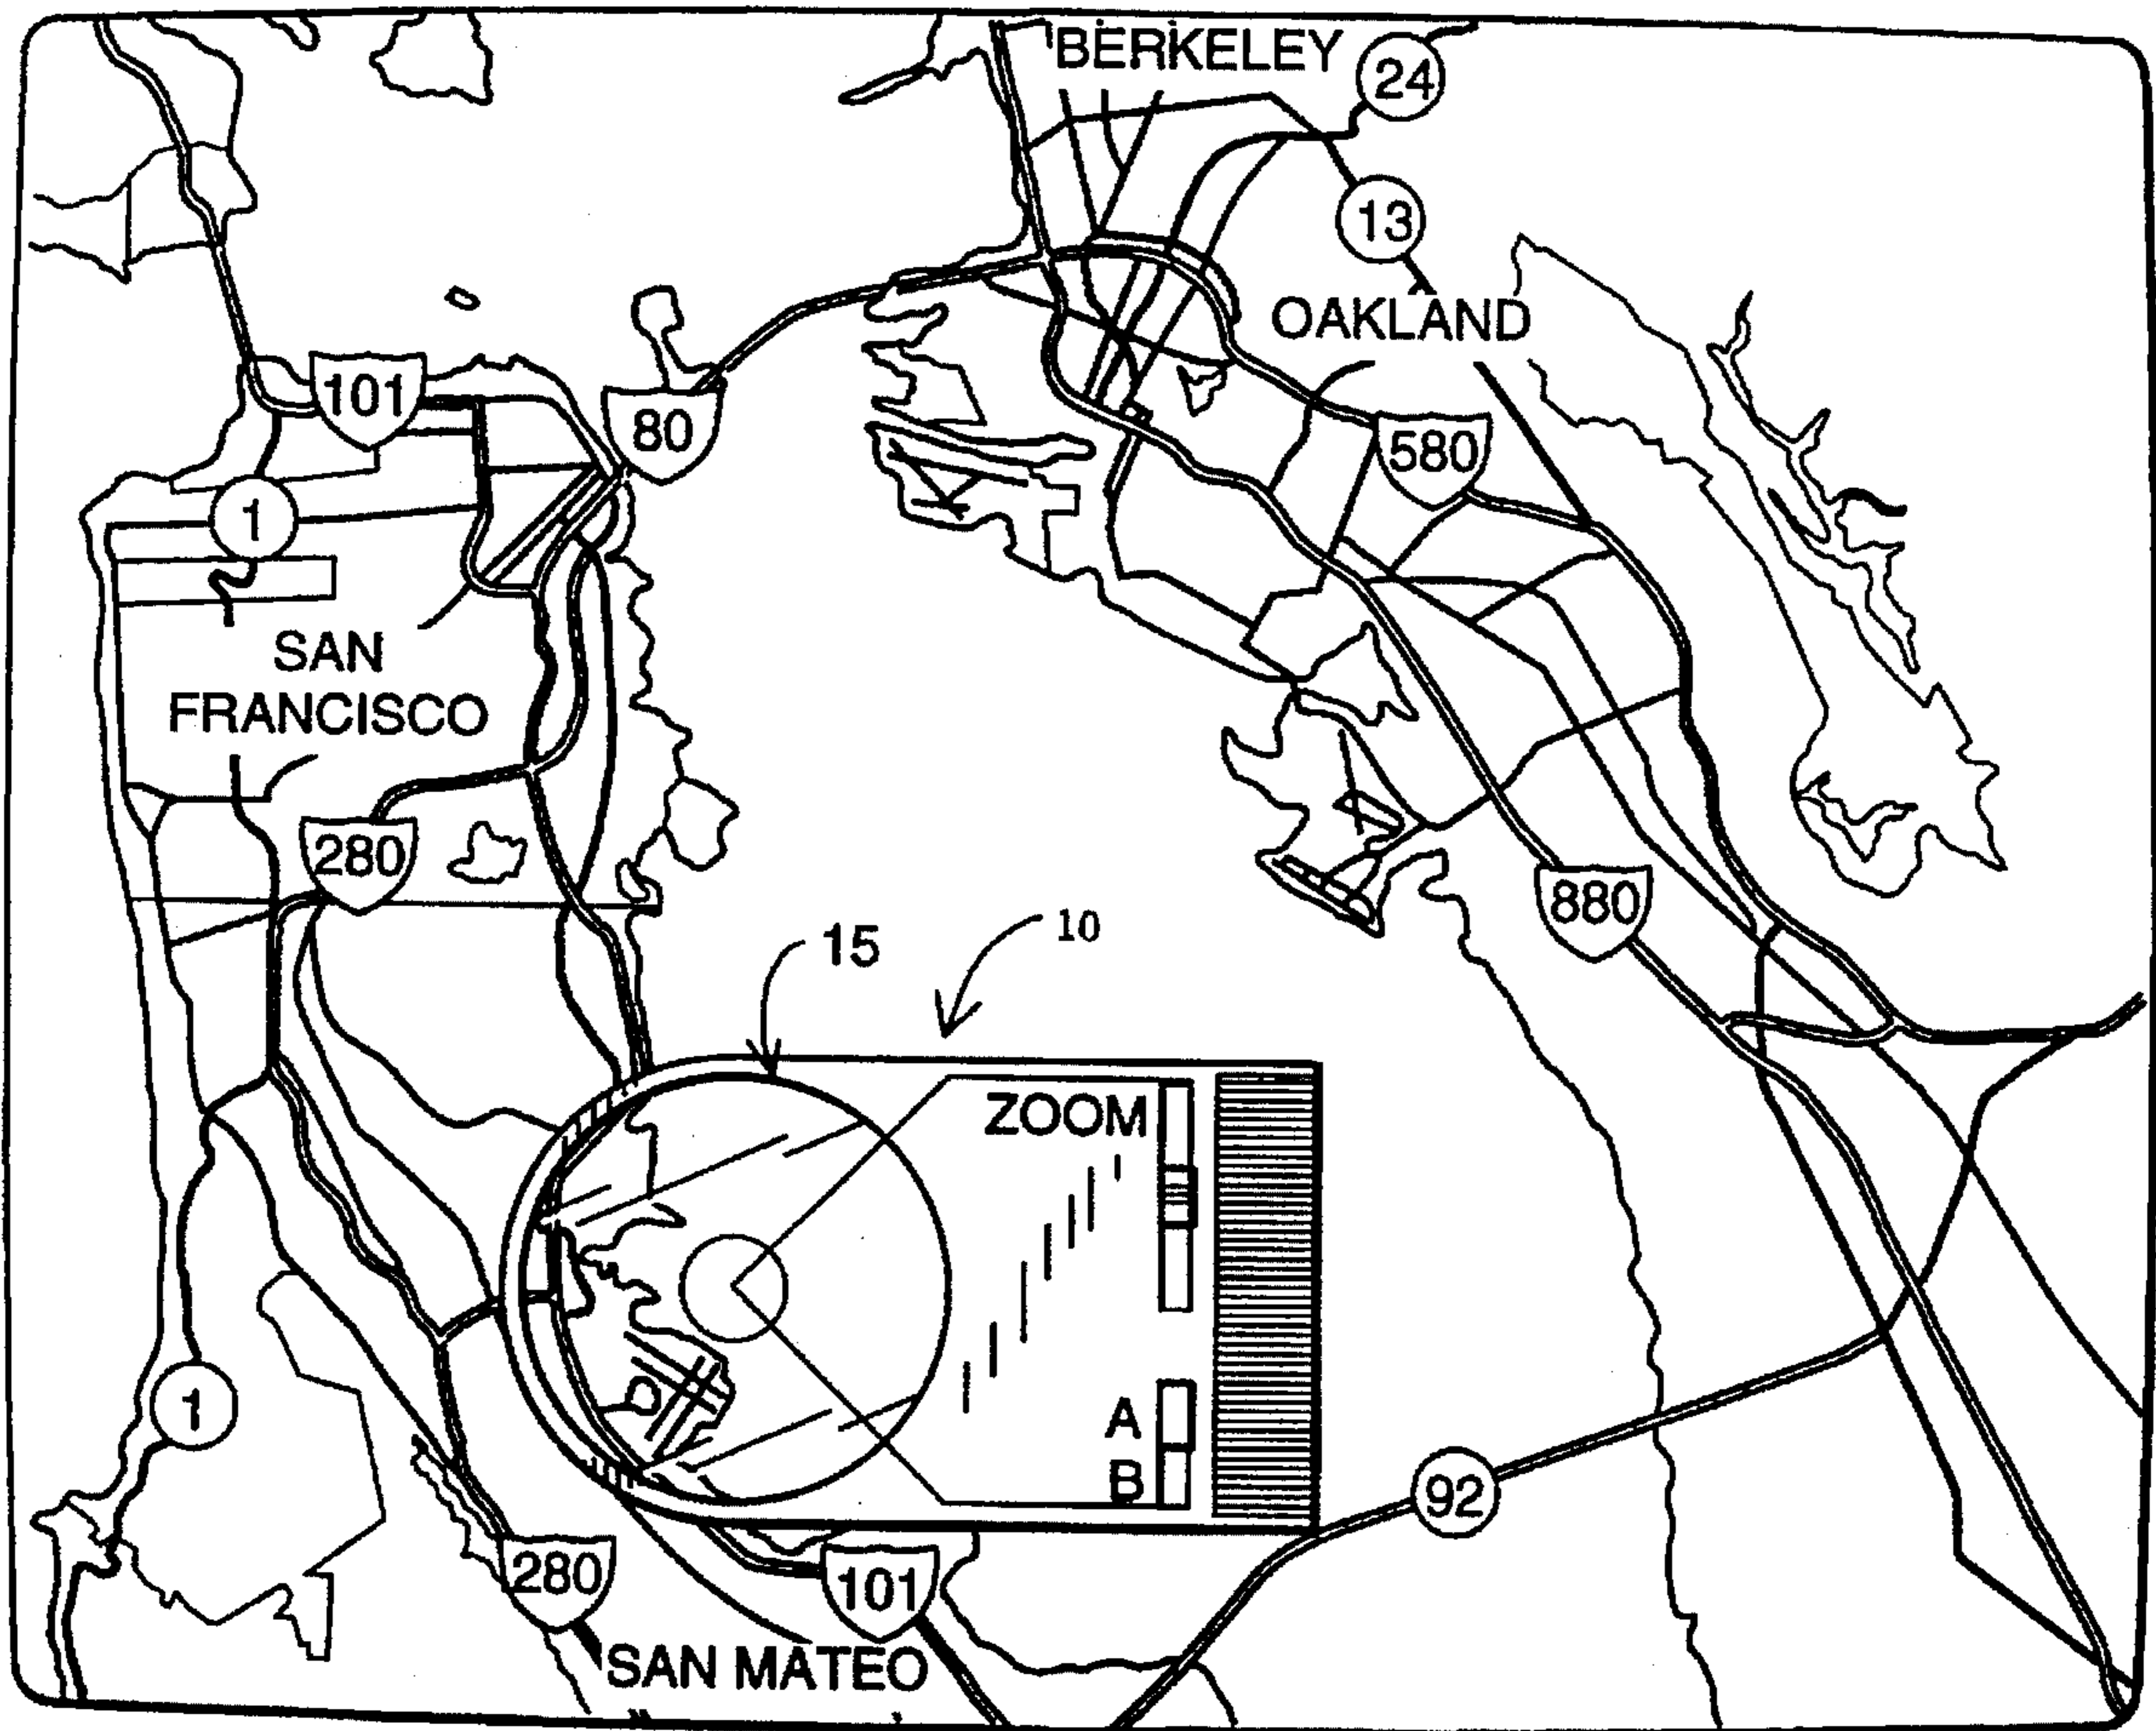 BERKELEY
24
13
OAKLAND
101
80
580
1
SAN
FRANCISCO
280
880
15
10
ZOOM
1
A
B
92
280
101
SAN MATEO